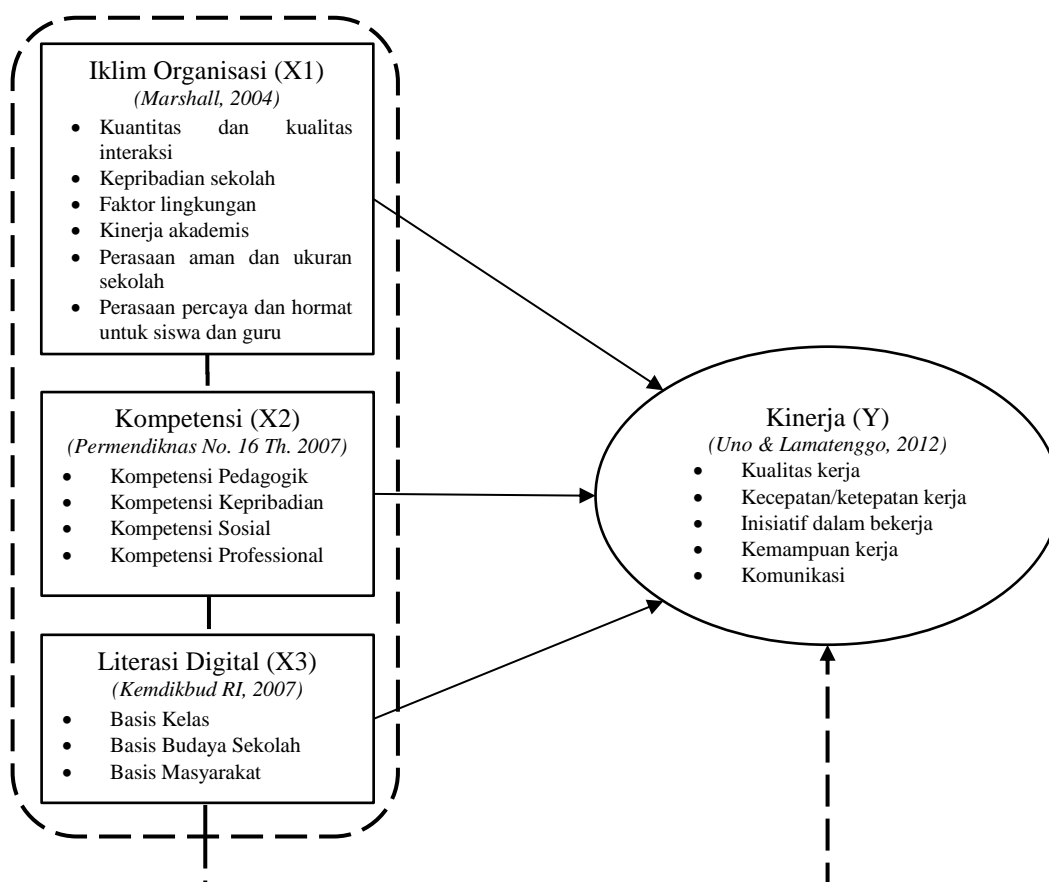 Iklim Organisasi (X1)
(Marshall, 2004)
• Kuantitas dan kualitas
interaksi
• Kepribadian sekolah
• Faktor lingkungan
• Kinerja akademis
• Perasaan aman dan ukuran
sekolah
• Perasaan percaya dan hormat
untuk siswa dan guru
Kompetensi (X2)
(Permendiknas No. 16 Th. 2007)
• Kompetensi Pedagogik
• Kompetensi Kepribadian
• Kompetensi Sosial
• Kompetensi Professional
Literasi Digital (X3)
(Kemdikbud RI, 2007)
• Basis Kelas
• Basis Budaya Sekolah
• Basis Masyarakat
Kinerja (Y)
(Uno & Lamatenggo, 2012)
• Kualitas kerja
• Kecepatan/ketepatan kerja
• Inisiatif dalam bekerja
• Kemampuan kerja
• Komunikasi